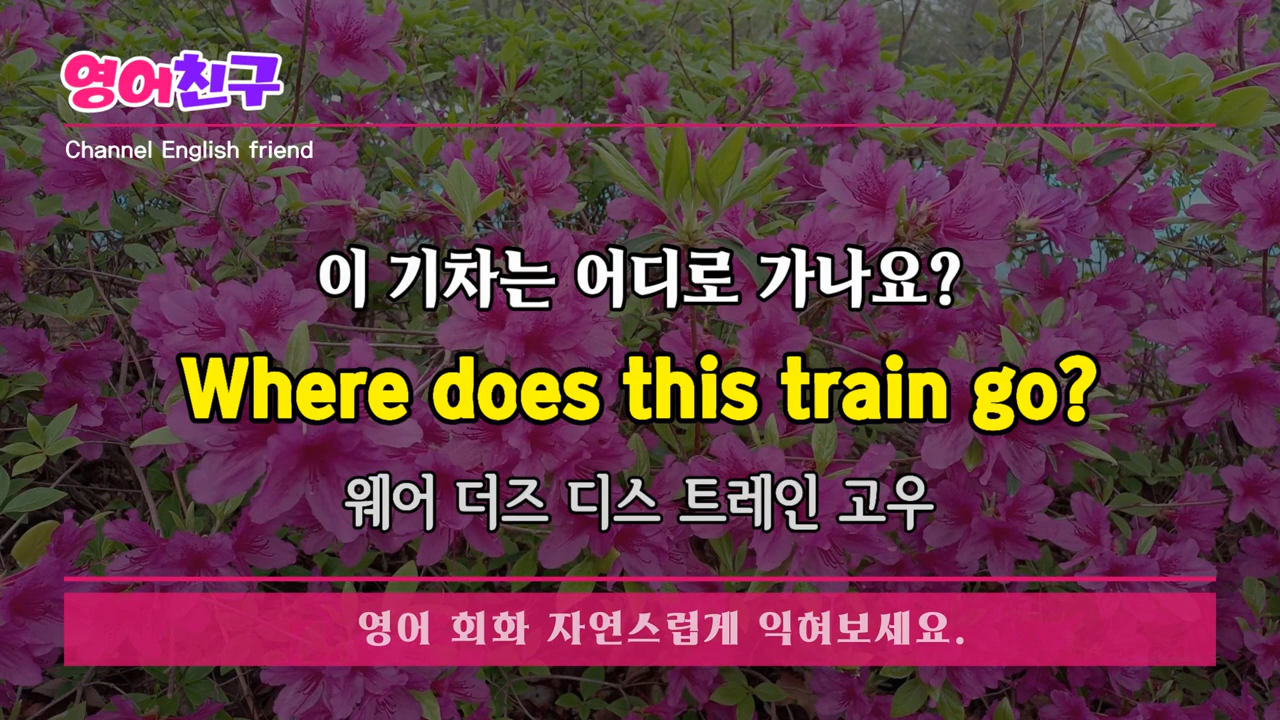 영어친구
Channel English friend
이 기차는 어디로 가나요?
Where does this train go?
웨어 더즈 디스 트레인 고우
영어 회화 자연스럽게 익혀보세요.